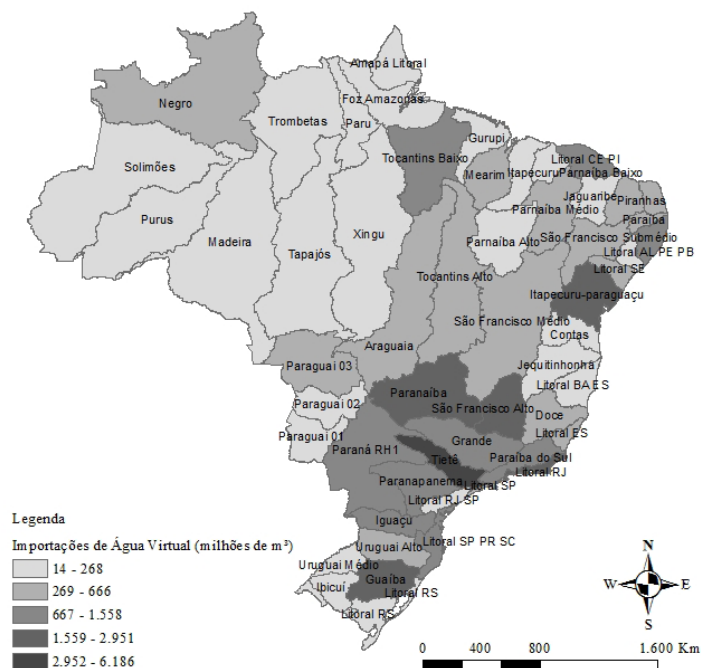 Amapá Litoral
Foz Amazonas
Negro
Trombetas
Paru
Gurupi
Tocantins Baixo
Litoral CE PI
Solimões
Mearim
Itapecuru
Parnaíba Baixo
Jaguaribe
Piranhas
Purus
Parnaíba Médio
Paraíba
Madeira
Tapajós
Xingu
Parnaíba Alto
São Francisco Submédio
Litoral AL PE PB
Litoral SE
Tocantins Alto
Itapecuru-paraguaçu
São Francisco Médio
Contas
Araguaia
Paraguai 03
Jequitinhonha
Litoral BA ES
Paranaíba
Paraguai 02
São Francisco Alto
Doce
Litoral ES
Paraguai 01
Paraná RH1
Grande
Tietê
Paraíba do Sul
Litoral RJ
Paranapanema
Litoral SP
Litoral RJ SP
Iguaçu
Litoral SP PR SC
Uruguai Alto
Uruguai Médio
Guaíba
Ibicuí
Litoral RS
Litoral RS
Legenda
Importações de Água Virtual (milhões de m³)
14 - 268
269 - 666
667 - 1.558
1.559 - 2.951
2.952 - 6.186
N
W E
S
0 400 800 1.600 Km